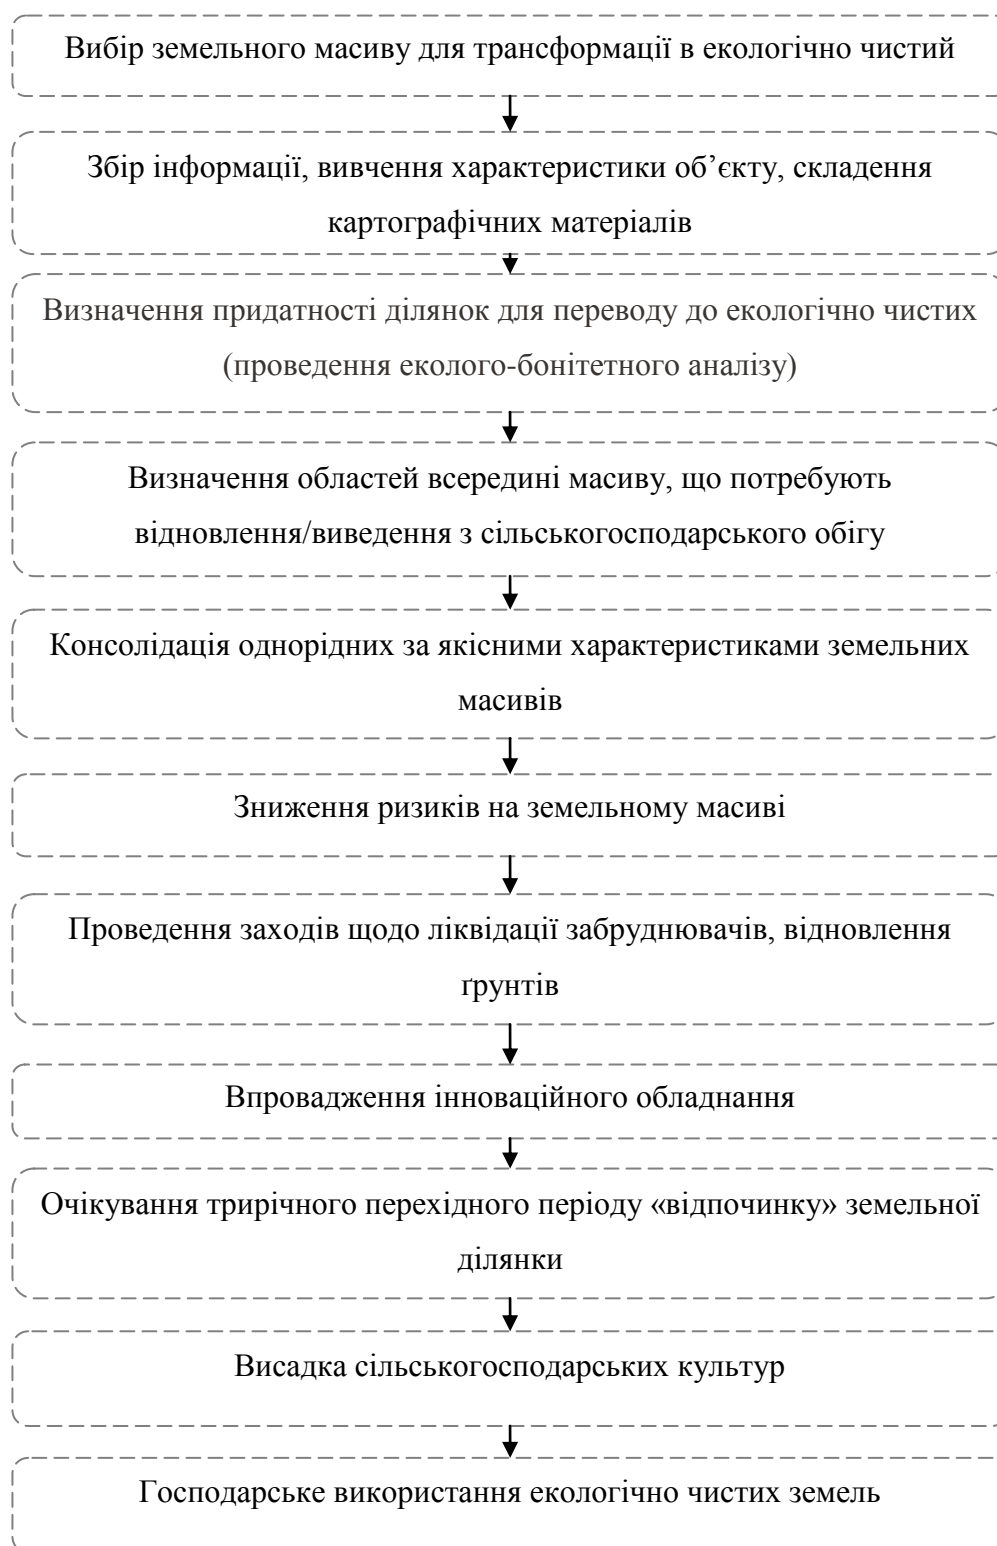 Вибір земельного масиву для трансформації в екологічно чистий
Збір інформації, вивчення характеристики об’єкту, складення
картографічних матеріалів
Визначення придатності ділянок для переводу до екологічно чистих
(проведення еколого-бонітетного аналізу)
Визначення областей всередині масиву, що потребують
відновлення/виведення з сільськогосподарського обігу
Консолідація однорідних за якісними характеристиками земельних
масивів
Зниження ризиків на земельному масиві
Проведення заходів щодо ліквідації забруднювачів, відновлення
ґрунтів
Впровадження інноваційного обладнання
Очікування трирічного перехідного періоду «відпочинку» земельної
ділянки
Висадка сільськогосподарських культур
Господарське використання екологічно чистих земель